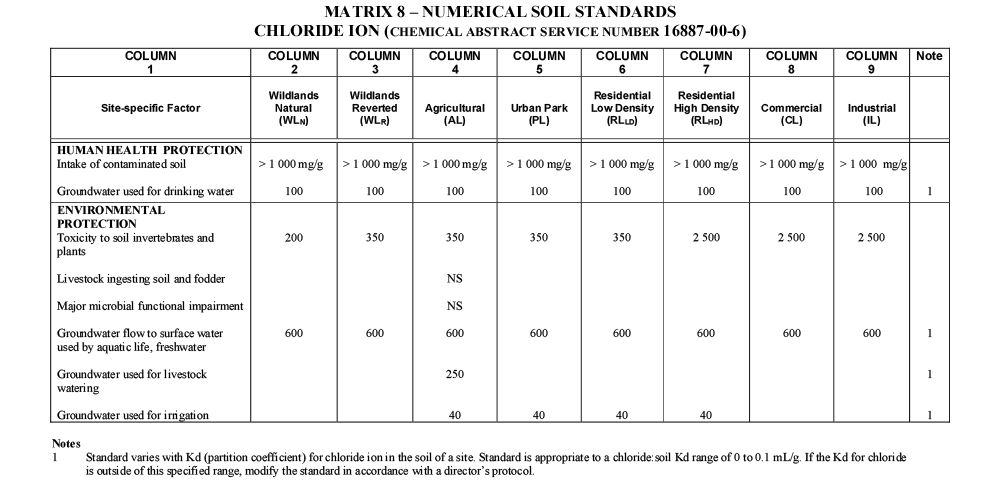 MATRIX 8 – NUMERICAL SOIL STANDARDS
CHLORIDE ION (CHEMICAL ABSTRACT SERVICE NUMBER 16887-00-6)
COLUMN 1 COLUMN 2 COLUMN 3 COLUMN 4 COLUMN 5 COLUMN 6 COLUMN 7 COLUMN 8 COLUMN 9 Note
Site-specific Factor Wildlands Natural (WLN) Wildlands Reverted (WLR) Agricultural (AL) Urban Park (PL) Residential Low Density (RLLD) Residential High Density (RLHD) Commercial (CL) Industrial (IL)
HUMAN HEALTH PROTECTION
Intake of contaminated soil > 1 000 mg/g > 1 000 mg/g > 1 000 mg/g > 1 000 mg/g > 1 000 mg/g > 1 000 mg/g > 1 000 mg/g > 1 000 mg/g
Groundwater used for drinking water 100 100 100 100 100 100 100 100 1
ENVIRONMENTAL
PROTECTION
Toxicity to soil invertebrates and 200 350 350 350 350 2 500 2 500 2 500
plants
Livestock ingesting soil and fodder NS
Major microbial functional impairment NS
Groundwater flow to surface water 600 600 600 600 600 600 600 600 1
used by aquatic life, freshwater
Groundwater used for livestock 250 1
watering
Groundwater used for irrigation 40 40 40 40 1
Notes
1 Standard varies with Kd (partition coefficient) for chloride ion in the soil of a site. Standard is appropriate to a chloride:soil Kd range of 0 to 0.1 mL/g. If the Kd for chloride
is outside of this specified range, modify the standard in accordance with a director's protocol.